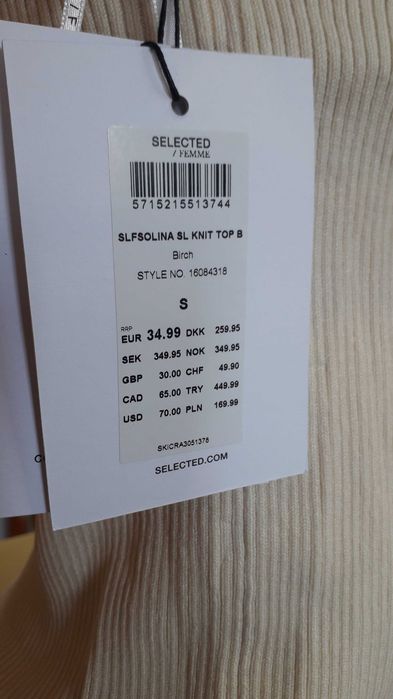 SELECTED
/ FEMME
5715215513744
SLFSOLINA SL KNIT TOP B
Birch
STYLE NO. 16084318
S
RRP
EUR 34.99 DKK 259.95
SEK 349.95 NOK 349.95
GBP 30.00 CHF 49.90
CAD 65.00 TRY 449.99
USD 70.00 PLN 169.99
SKICRA3051376
SELECTED.COM